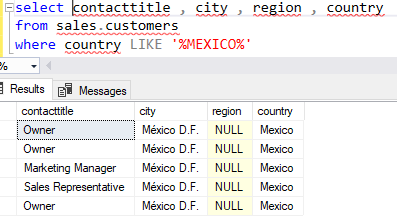 select contacttitle , city , region , country
from sales.customers
where country LIKE '%MEXICO%'
%
Results Messages
contacttitle city region country
Owner México D.F. NULL Mexico
Owner México D.F. NULL Mexico
Marketing Manager México D.F. NULL Mexico
Sales Representative México D.F. NULL Mexico
Owner México D.F. NULL Mexico